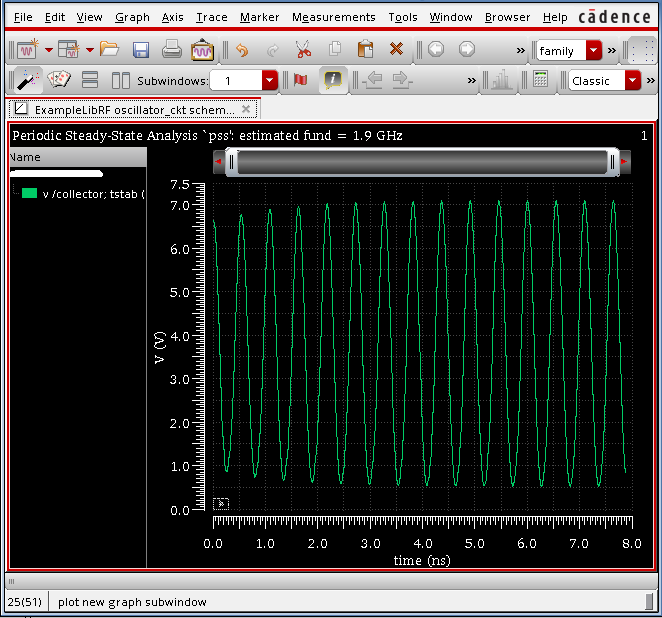 File Edit View Graph Axis Trace Marker Measurements Tools Window Browser Help cādence
» family »
Subwindows: 1 » Classic »
ExampleLibRF oscillator_ckt schem...
Periodic Steady-State Analysis `pss': estimated fund = 1.9 GHz 1
Name
v /collector; tstab (
7.5
7.0
6.0
5.0
4.0
3.0
2.0
1.0
0.0
V (V)
»
0.0 1.0 2.0 3.0 4.0 5.0 6.0 7.0 8.0
time (ns)
25(51) plot new graph subwindow